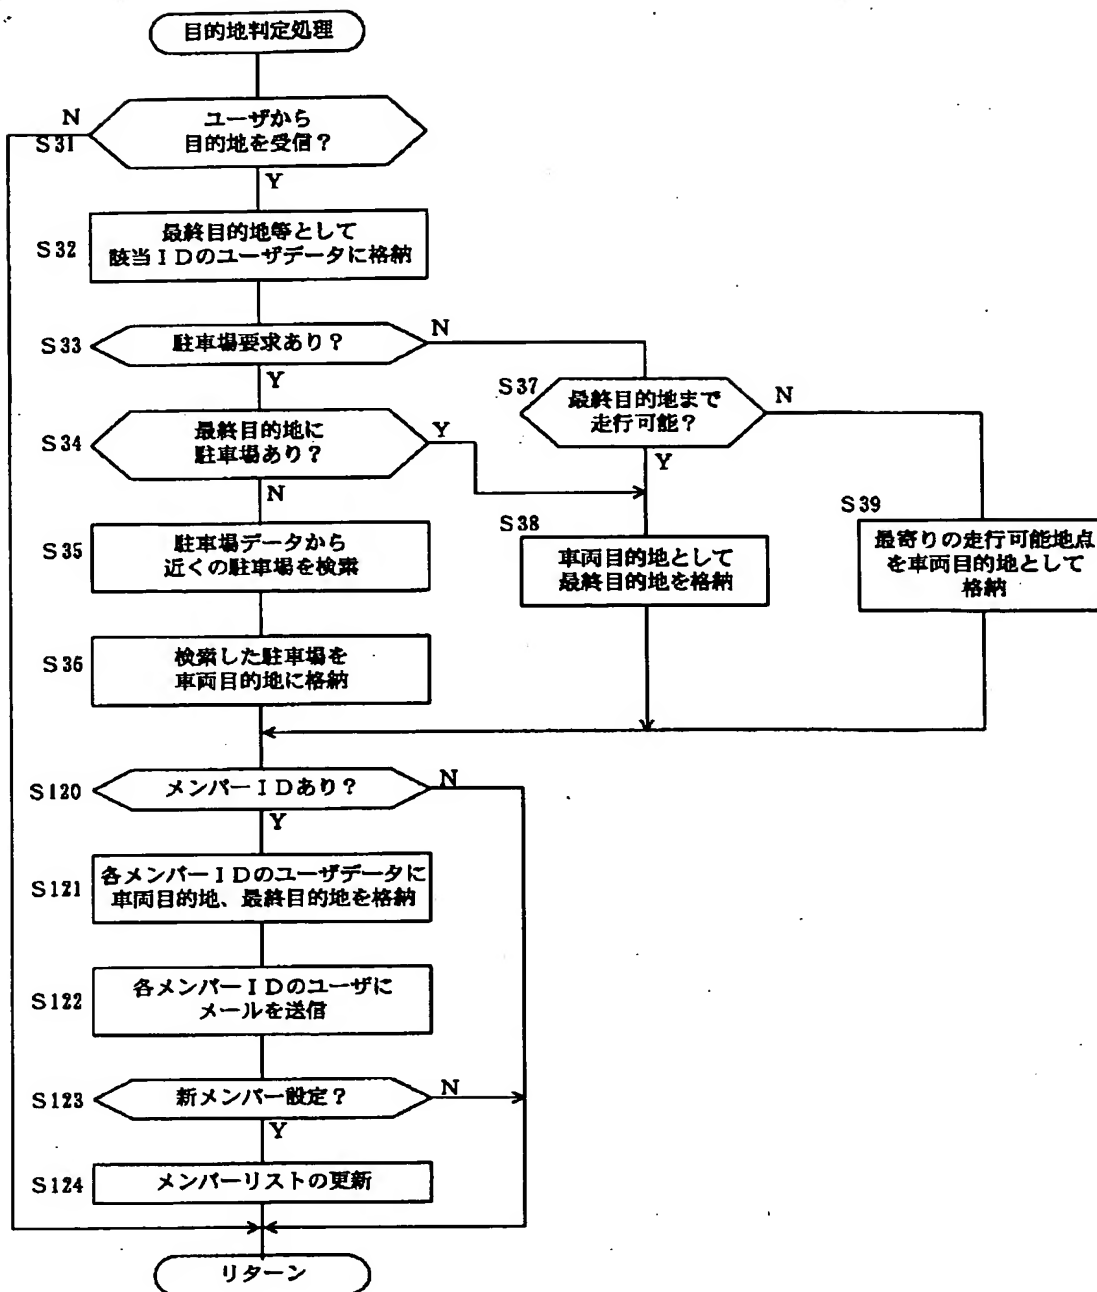 目的地判定処理
N
S31
ユーザから
目的地を受信？
Y
S32
最終目的地等として
該当ＩＤのユーザデータに格納
S33
駐車場要求あり？
N
Y
S34
最終目的地に
駐車場あり？
Y
N
S37
最終目的地まで
走行可能？
N
Y
S35
駐車場データから
近くの駐車場を検索
S38
車両目的地として
最終目的地を格納
S39
最寄りの走行可能地点
を車両目的地として
格納
S36
検索した駐車場を
車両目的地に格納
S120
メンバーＩＤあり？
N
Y
S121
各メンバーＩＤのユーザデータに
車両目的地、最終目的地を格納
S122
各メンバーＩＤのユーザに
メールを送信
S123
新メンバー設定？
N
Y
S124
メンバーリストの更新
リターン